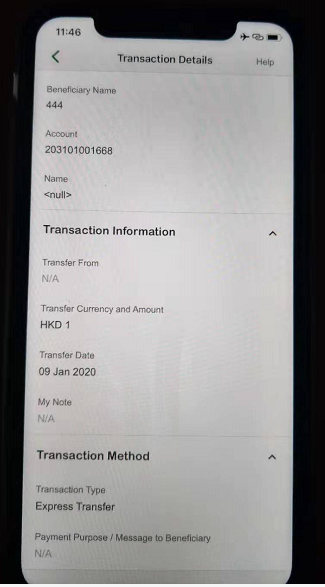 11:46
Transaction Details
Help
Beneficiary Name
444
Account
203101001668
Name
<null>
Transaction Information
Transfer From
N/A
Transfer Currency and Amount
HKD 1
Transfer Date
09 Jan 2020
My Note
N/A
Transaction Method
Transaction Type
Express Transfer
Payment Purpose / Message to Beneficiary
N/A